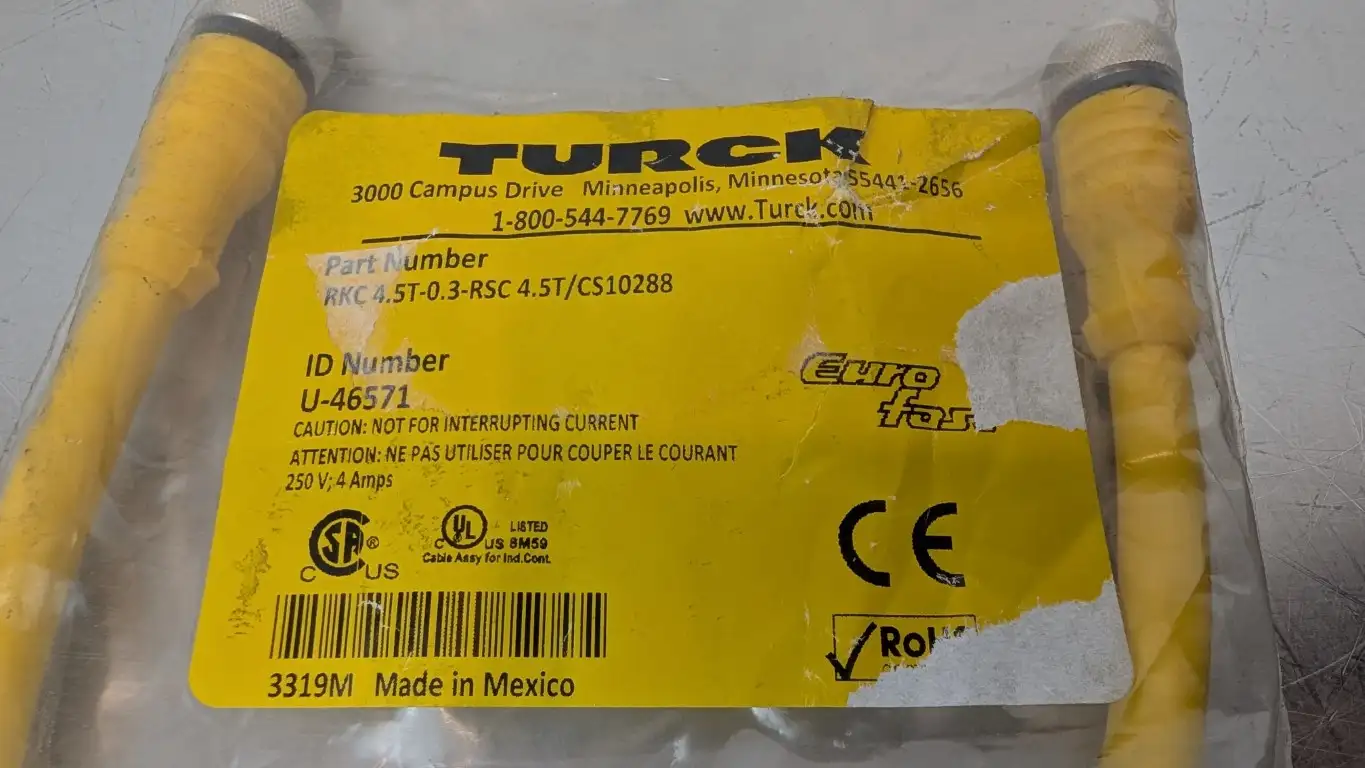 TURCK
3000 Campus Drive Minneapolis, Minnesota 55441-2656
1-800-544-7769 www.Turck.com
Part Number
RKC 4.5T-0.3-RSC 4.5T/CS10288
ID Number
U-46571
Euro
CAUTION: NOT FOR INTERRUPTING CURRENT
ATTENTION: NE PAS UTILISER POUR COUPER LE COURANT
250 V; 4 Amps
SA ®
C US
C UL US LISTED 8M59
Cable Assy for Ind.Cont.
CE
3319M Made in Mexico